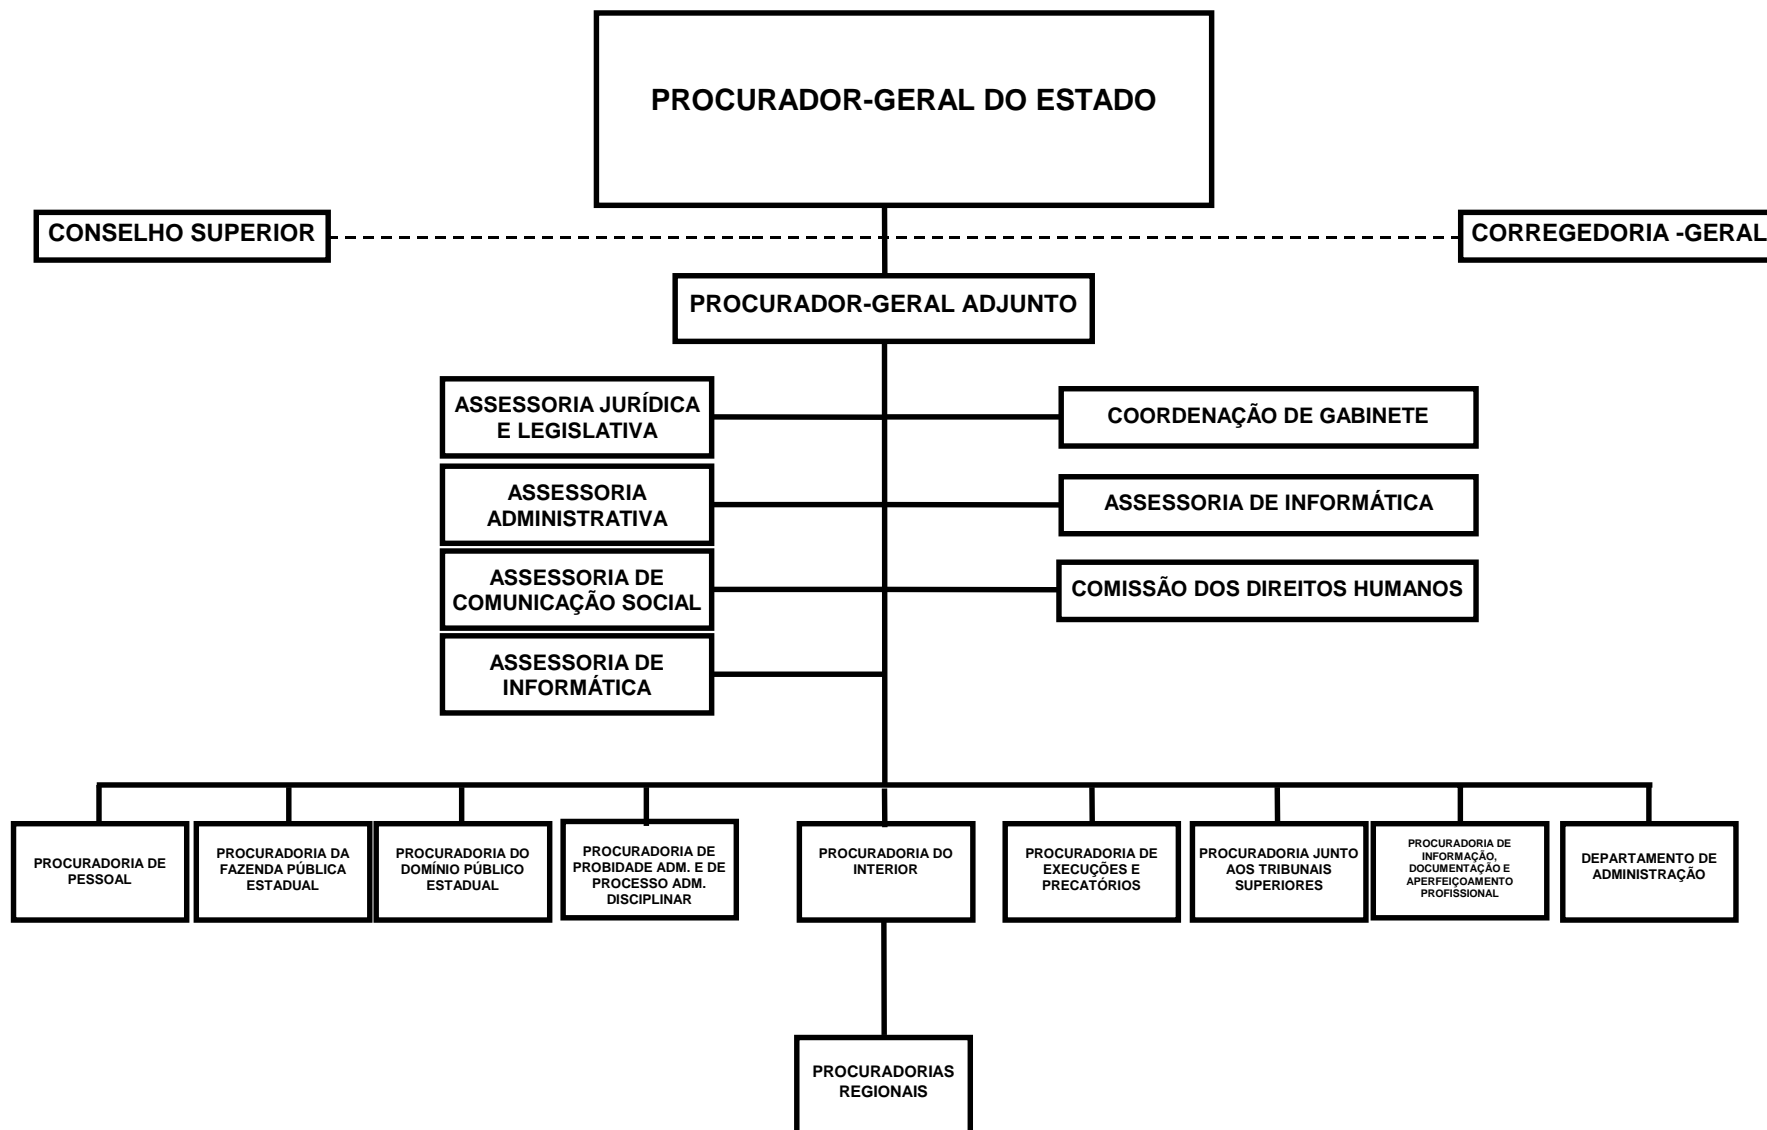 PROCURADOR-GERAL DO ESTADO
CONSELHO SUPERIOR
CORREGEDORIA -GERAL
PROCURADOR-GERAL ADJUNTO
ASSESSORIA JURÍDICA
E LEGISLATIVA
COORDENAÇÃO DE GABINETE
ASSESSORIA
ADMINISTRATIVA
ASSESSORIA DE INFORMÁTICA
ASSESSORIA DE
COMUNICAÇÃO SOCIAL
COMISSÃO DOS DIREITOS HUMANOS
ASSESSORIA DE
INFORMÁTICA
PROCURADORIA DE
PESSOAL
PROCURADORIA DA
FAZENDA PÚBLICA
ESTADUAL
PROCURADORIA DO
DOMÍNIO PÚBLICO
ESTADUAL
PROCURADORIA DE
PROBIDADE ADM. E DE
PROCESSO ADM.
DISCIPLINAR
PROCURADORIA DO
INTERIOR
PROCURADORIA DE
EXECUÇÕES E
PRECATÓRIOS
PROCURADORIA JUNTO
AOS TRIBUNAIS
SUPERIORES
PROCURADORIA DE
INFORMAÇÃO,
DOCUMENTAÇÃO E
APERFEIÇOAMENTO
PROFISSIONAL
DEPARTAMENTO DE
ADMINISTRAÇÃO
PROCURADORIAS
REGIONAIS